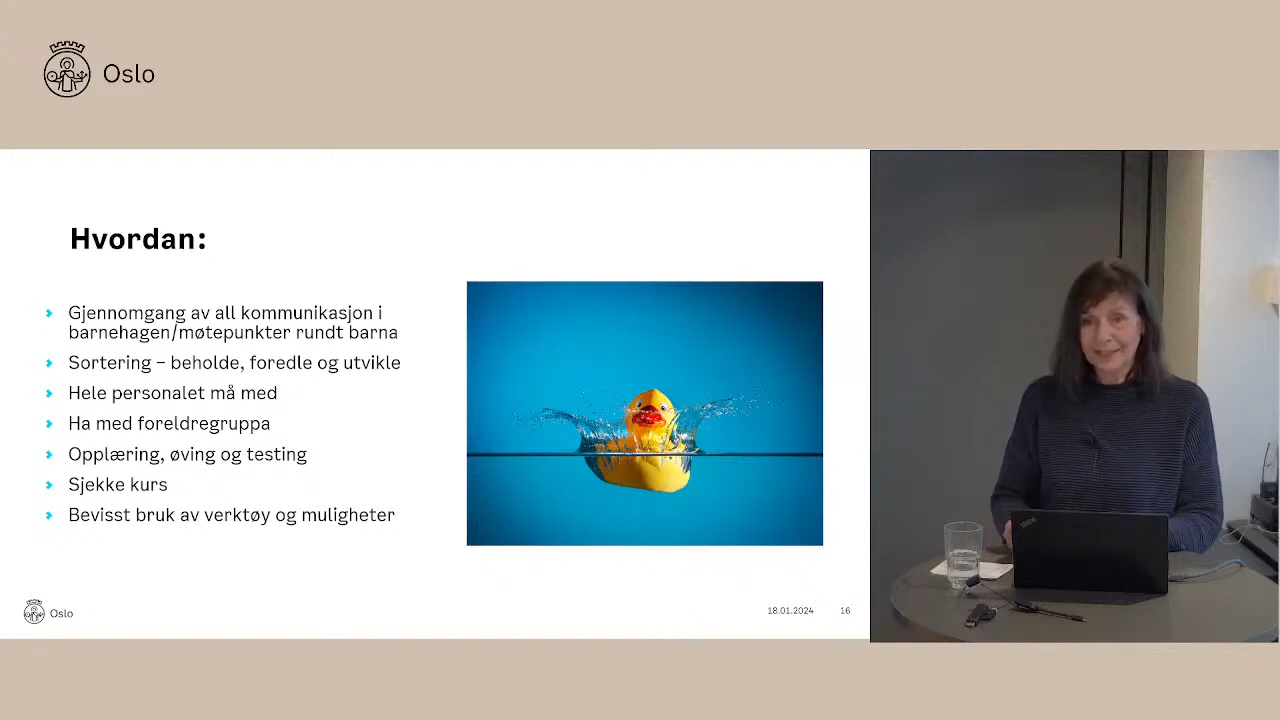 Oslo
Hvordan:
Gjennomgang av all kommunikasjon i
barnehagen/møtepunkter rundt barna
Sortering – beholde, foredle og utvikle
Hele personalet må med
Ha med foreldregruppa
Opplæring, øving og testing
Sjekke kurs
Bevisst bruk av verktøy og muligheter
Oslo
18.01.2024
16